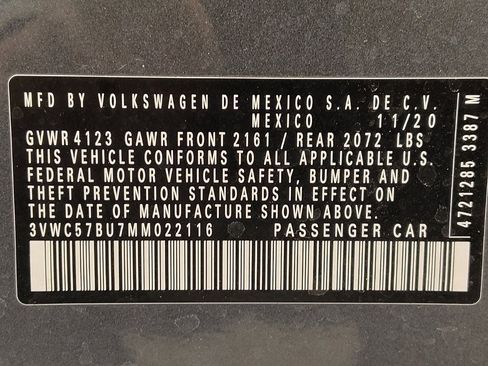 MFD BY VOLKSWAGEN DE MEXICO S.A. DE C.V.
MEXICO 11/20
GVWR 4123 GAWR FRONT 2161 / REAR 2072 LBS
THIS VEHICLE CONFORMS TO ALL APPLICABLE U.S.
FEDERAL MOTOR VEHICLE SAFETY, BUMPER AND
THEFT PREVENTION STANDARDS IN EFFECT ON
THE DATE OF MANUFACTURE SHOWN ABOVE.
3VWC57BU7MM022116 PASSENGER CAR
4721285 3387 M